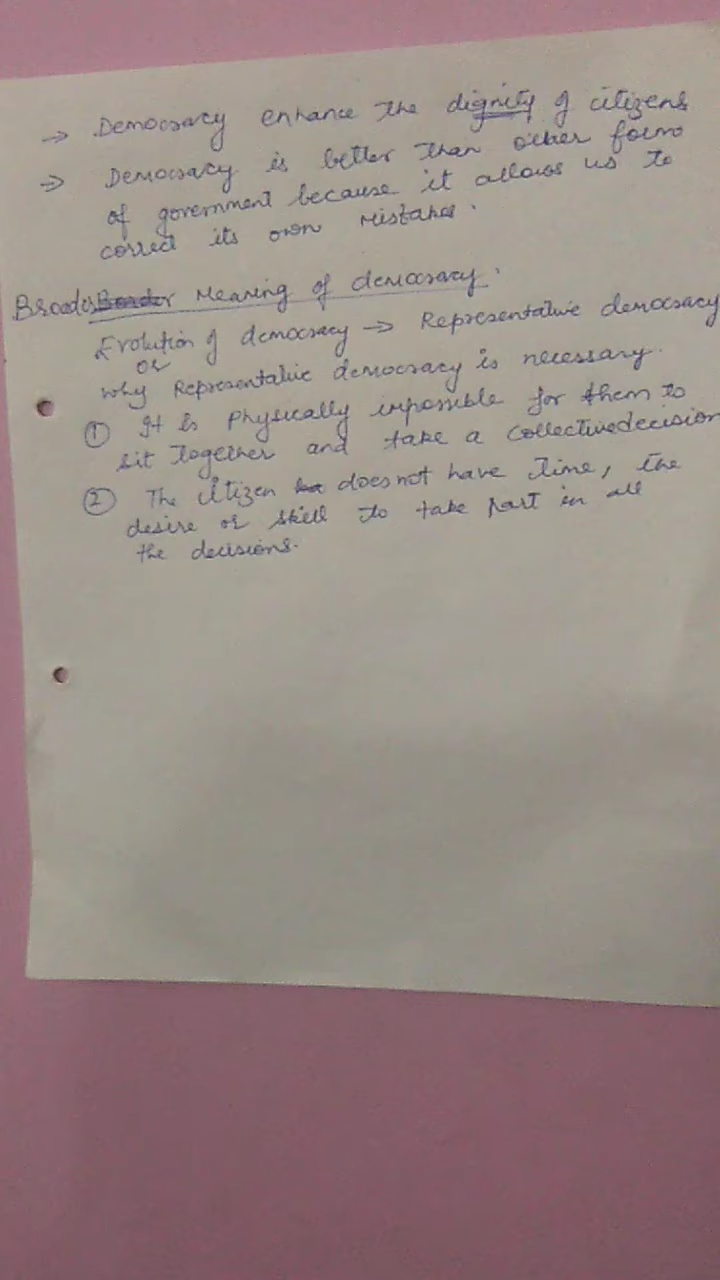 → Democracy enhance the dignity of citizens
→ Democracy is better than other form
of government because it allows us to
correct its own mistakes.
Broader Meaning of democracy.
Evolution of democracy → Representative democracy
or
why Representative democracy is necessary.
① It is physically impossible for them to
sit together and take a collective decision
② The citizen does not have time, the
desire or skill to take part in all
the decisions.